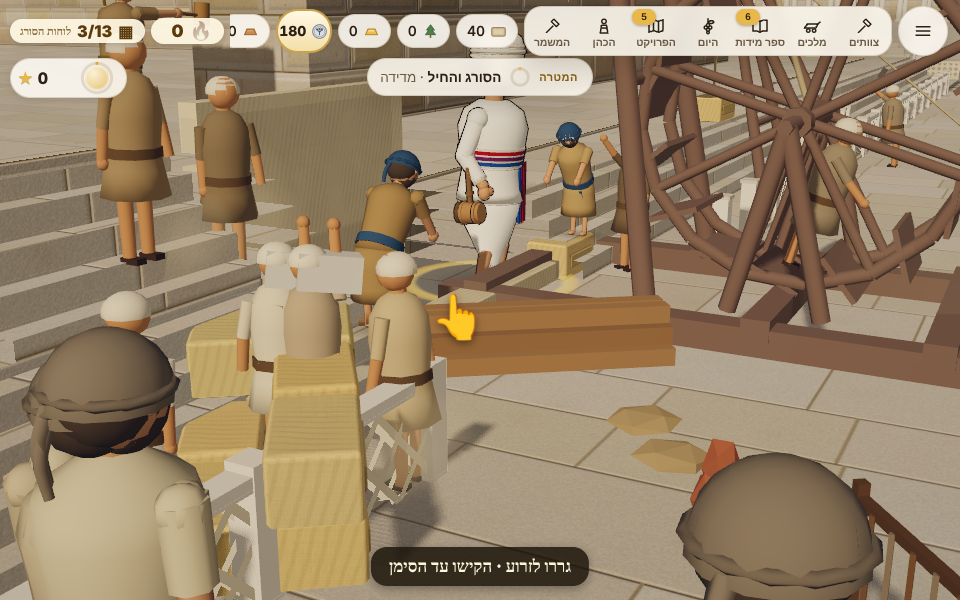 צוותים
מלכים
6
ספר מידות
היום
5
הפרויקט
הכהן
המשמר
40
0
0
180
0
0
3/13 לוחות הסורג
המטרה הסורג והחיל · מדידה
0
גררו לזרוע · הקישו עד הסימן